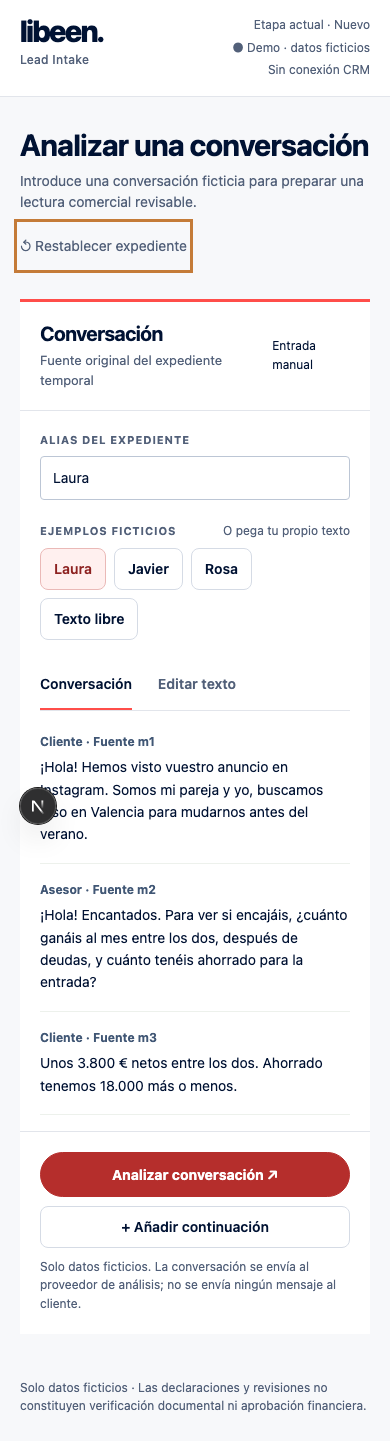 libeen.
Lead Intake
Etapa actual · Nuevo
Demo · datos ficticios
Sin conexión CRM
Analizar una conversación
Introduce una conversación ficticia para preparar una
lectura comercial revisable.
Restablecer expediente
Conversación
Fuente original del expediente
temporal
Entrada
manual
ALIAS DEL EXPEDIENTE
Laura
EJEMPLOS FICTICIOS
O pega tu propio texto
Laura
Javier
Rosa
Texto libre
Conversación
Editar texto
Cliente · Fuente m1
¡Hola! Hemos visto vuestro anuncio en
Instagram. Somos mi pareja y yo, buscamos
en Valencia para mudarnos antes del
verano.
N
Asesor · Fuente m2
¡Hola! Encantados. Para ver si encajáis, ¿cuánto
ganáis al mes entre los dos, después de
deudas, y cuánto tenéis ahorrado para la
entrada?
Cliente · Fuente m3
Unos 3.800 € netos entre los dos. Ahorrado
tenemos 18.000 más o menos.
Analizar conversación ↗
+ Añadir continuación
Solo datos ficticios. La conversación se envía al
proveedor de análisis; no se envía ningún mensaje al
cliente.
Solo datos ficticios · Las declaraciones y revisiones no
constituyen verificación documental ni aprobación financiera.